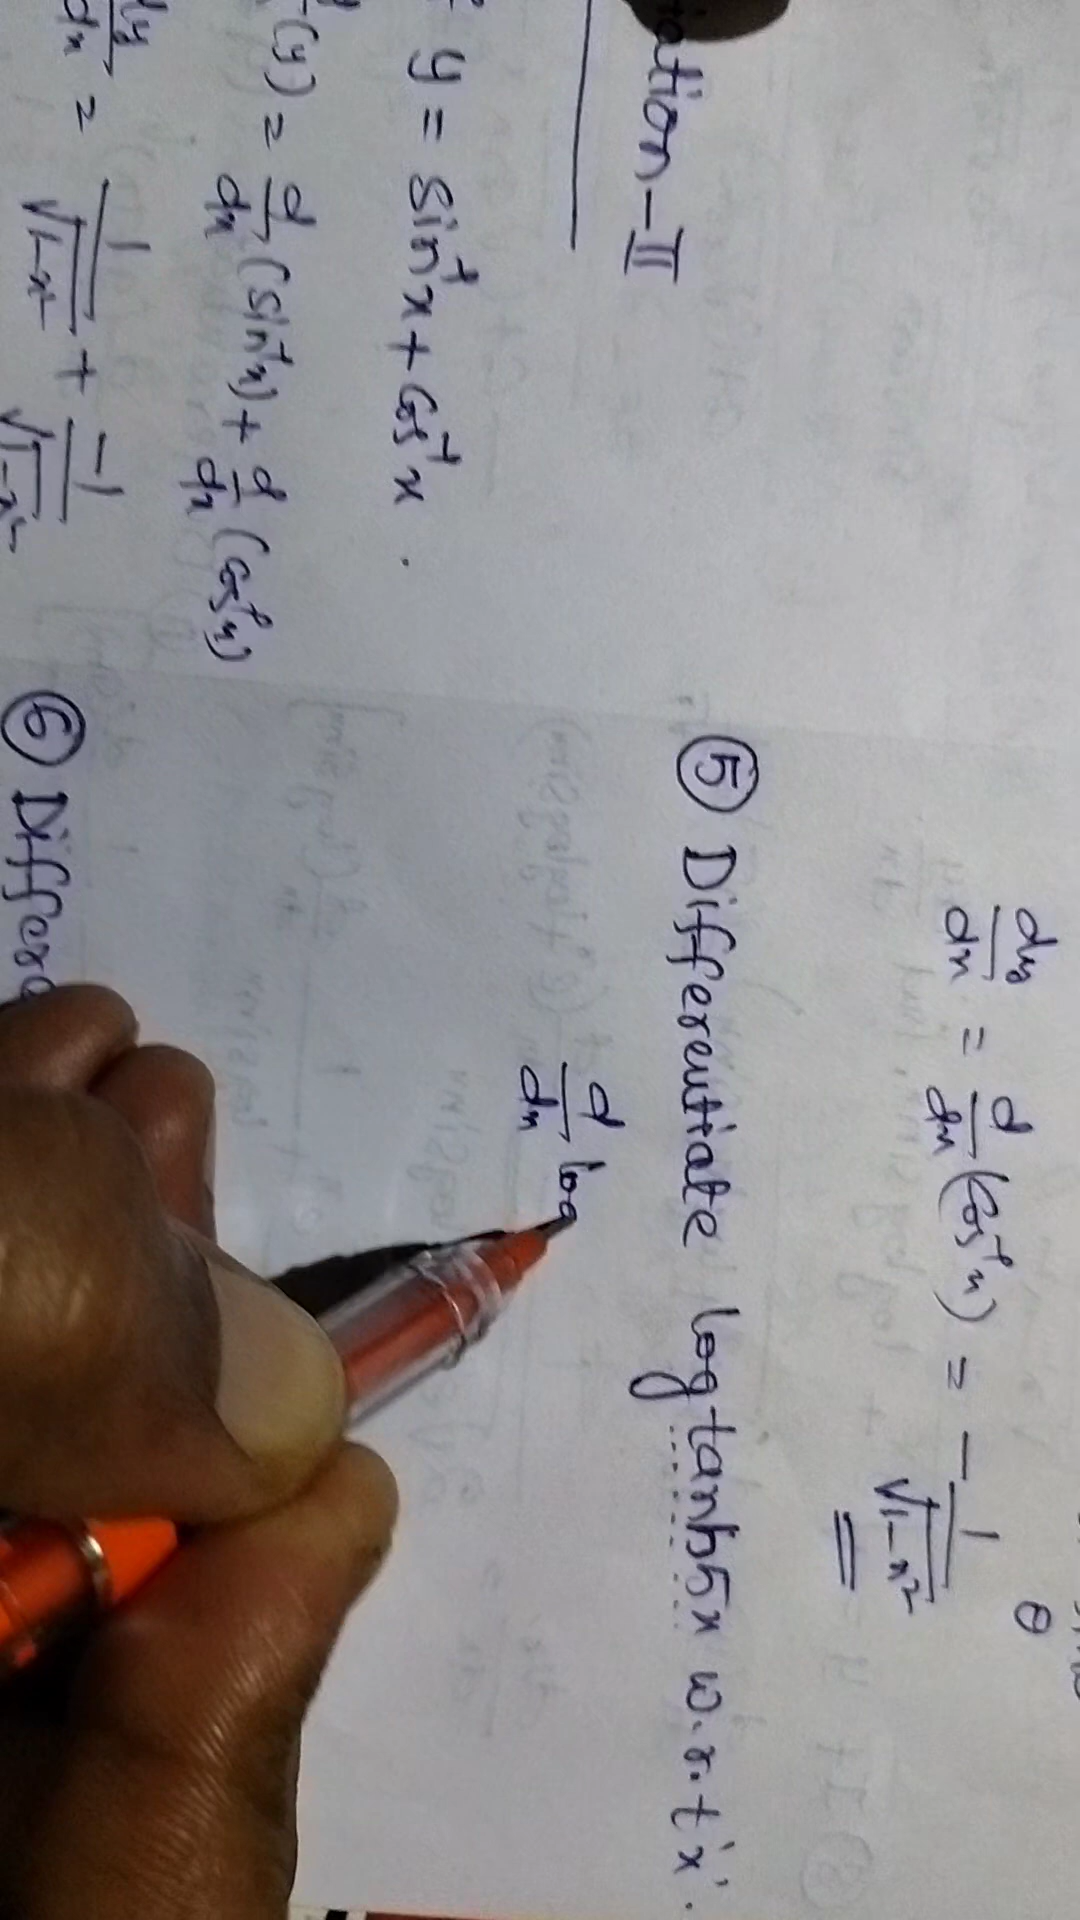 ation-II
y = sin⁻¹x + cos⁻¹x.
(y) = d/dx (sin⁻¹x) + d/dx (cos⁻¹x)
dy/dx = 1/√1-x² + -1/√1-x²
dy/dx = d/dx (cos⁻¹x) = - 1/√1-x²
θ
⑤ Differentiate log tanh5x w.r.t 'x'.
d/dx log
⑥ Differe